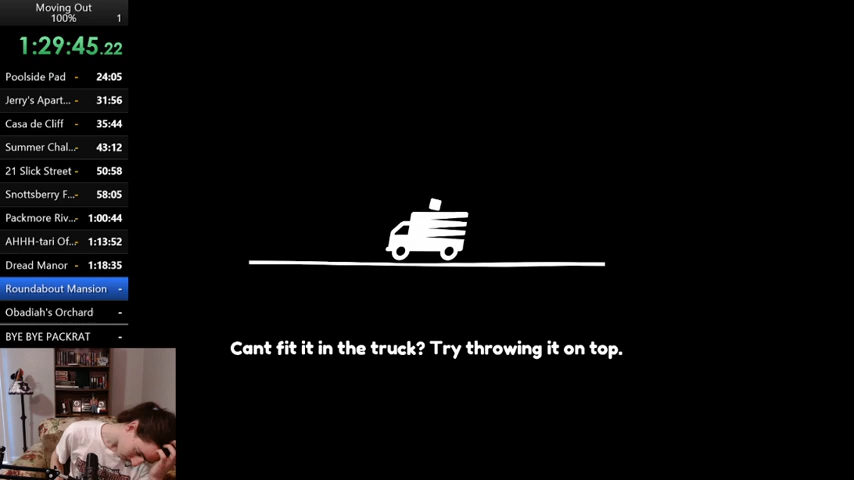 Moving Out
100% 1
1:29:45.22
Poolside Pad - 24:05
Jerry's Apart... - 31:56
Casa de Cliff - 35:44
Summer Chal... - 43:12
21 Slick Street - 50:58
Snottsberry F... - 58:05
Packmore Riv... - 1:00:44
AHHH-tari Of... - 1:13:52
Dread Manor - 1:18:35
Roundabout Mansion -
Obadiah's Orchard -
BYE BYE PACKRAT -
Cant fit it in the truck? Try throwing it on top.